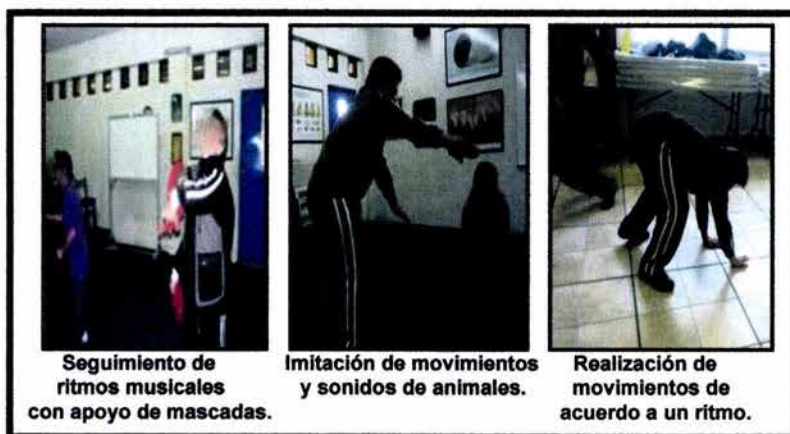 Seguimiento de
ritmos musicales
con apoyo de mascadas.
Imitación de movimientos
y sonidos de animales.
Realización de
movimientos de
acuerdo a un ritmo.